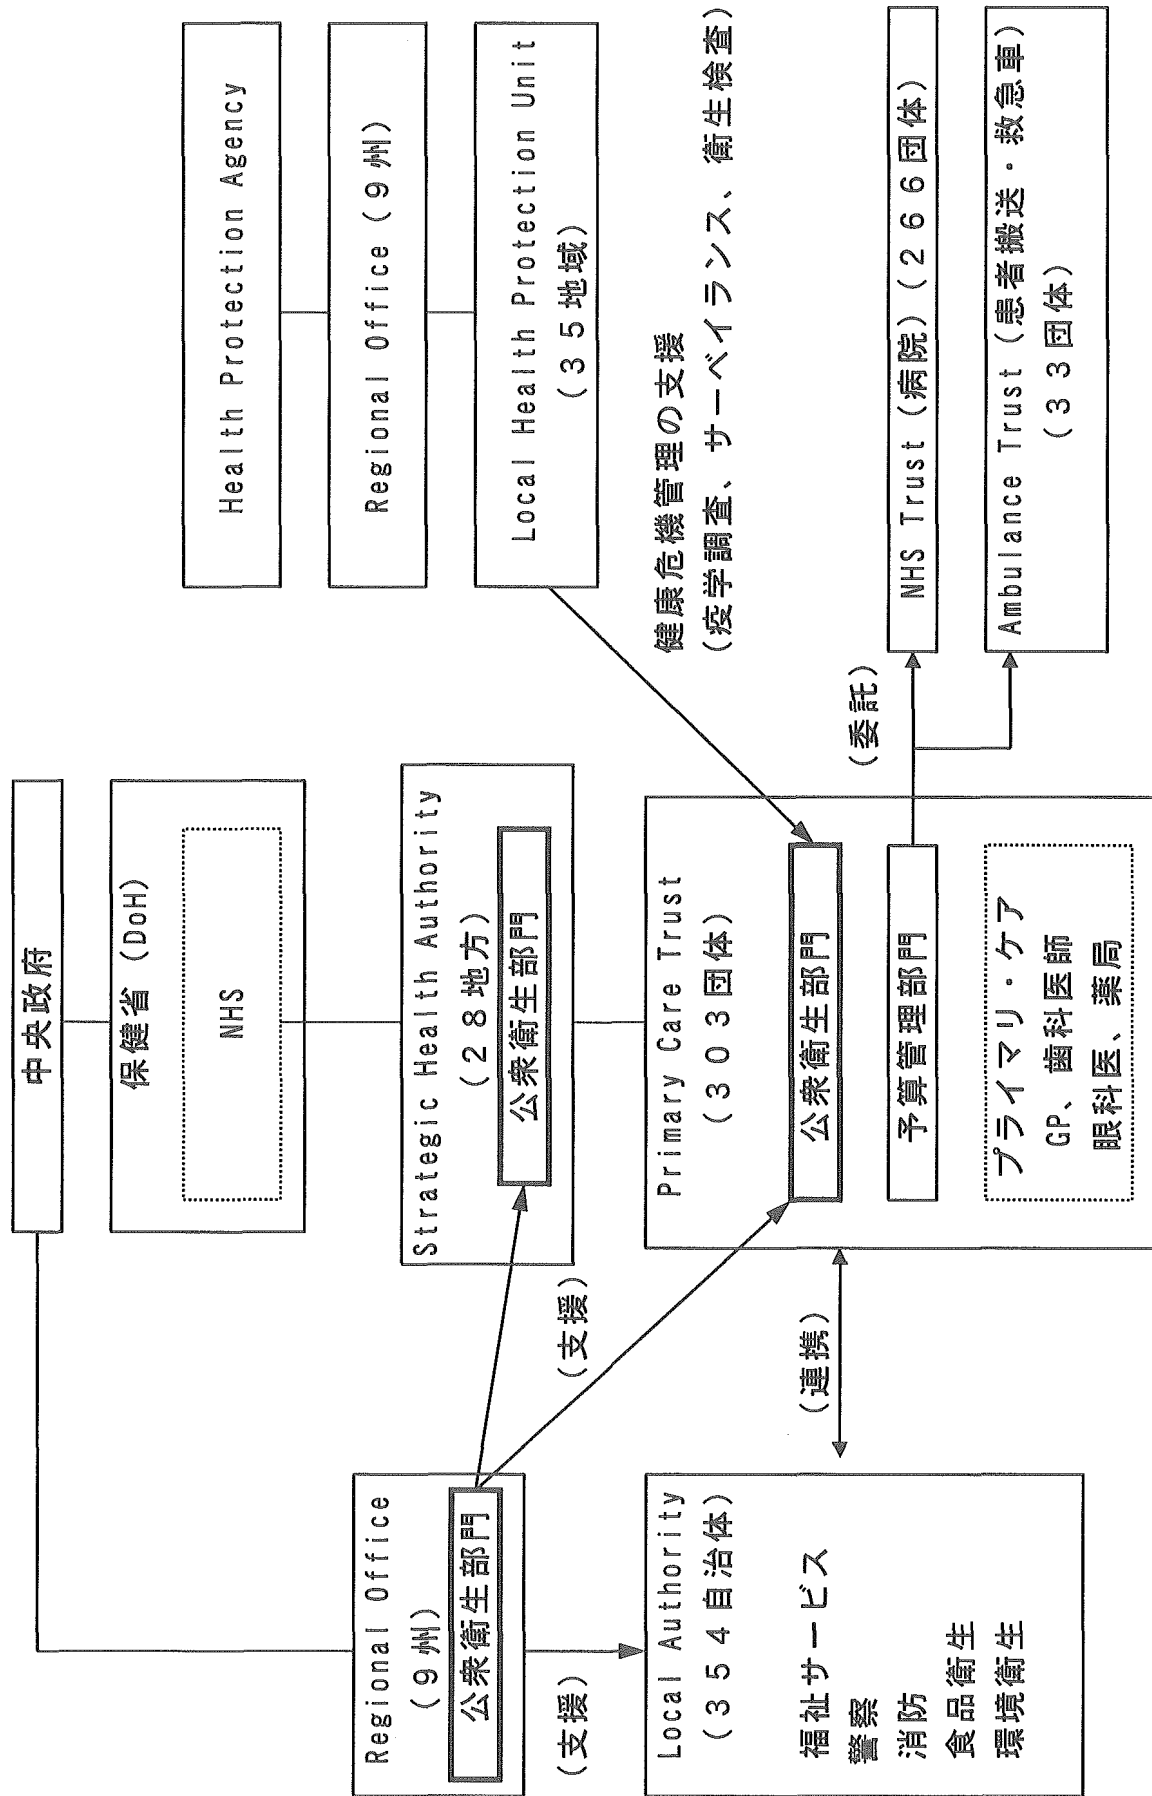 中央政府
保健省 (DoH)
NHS
Regional Office
(9州)
公衆衛生部門
Strategic Health Authority
(28地方)
公衆衛生部門
Health Protection Agency
Regional Office (9州)
Local Health Protection Unit
(35地域)
(支援)
(支援)
健康危機管理の支援
(疫学調査、サーベイランス、衛生検査)
Local Authority
(354自治体)
福祉サービス
警察
消防
食品衛生
環境衛生
(連携)
Primary Care Trust
(303団体)
公衆衛生部門
予算管理部門
プライマリ・ケア
GP、歯科医師
眼科医、薬局
(委託)
NHS Trust (病院) (266団体)
Ambulance Trust (患者搬送・救急車)
(33団体)